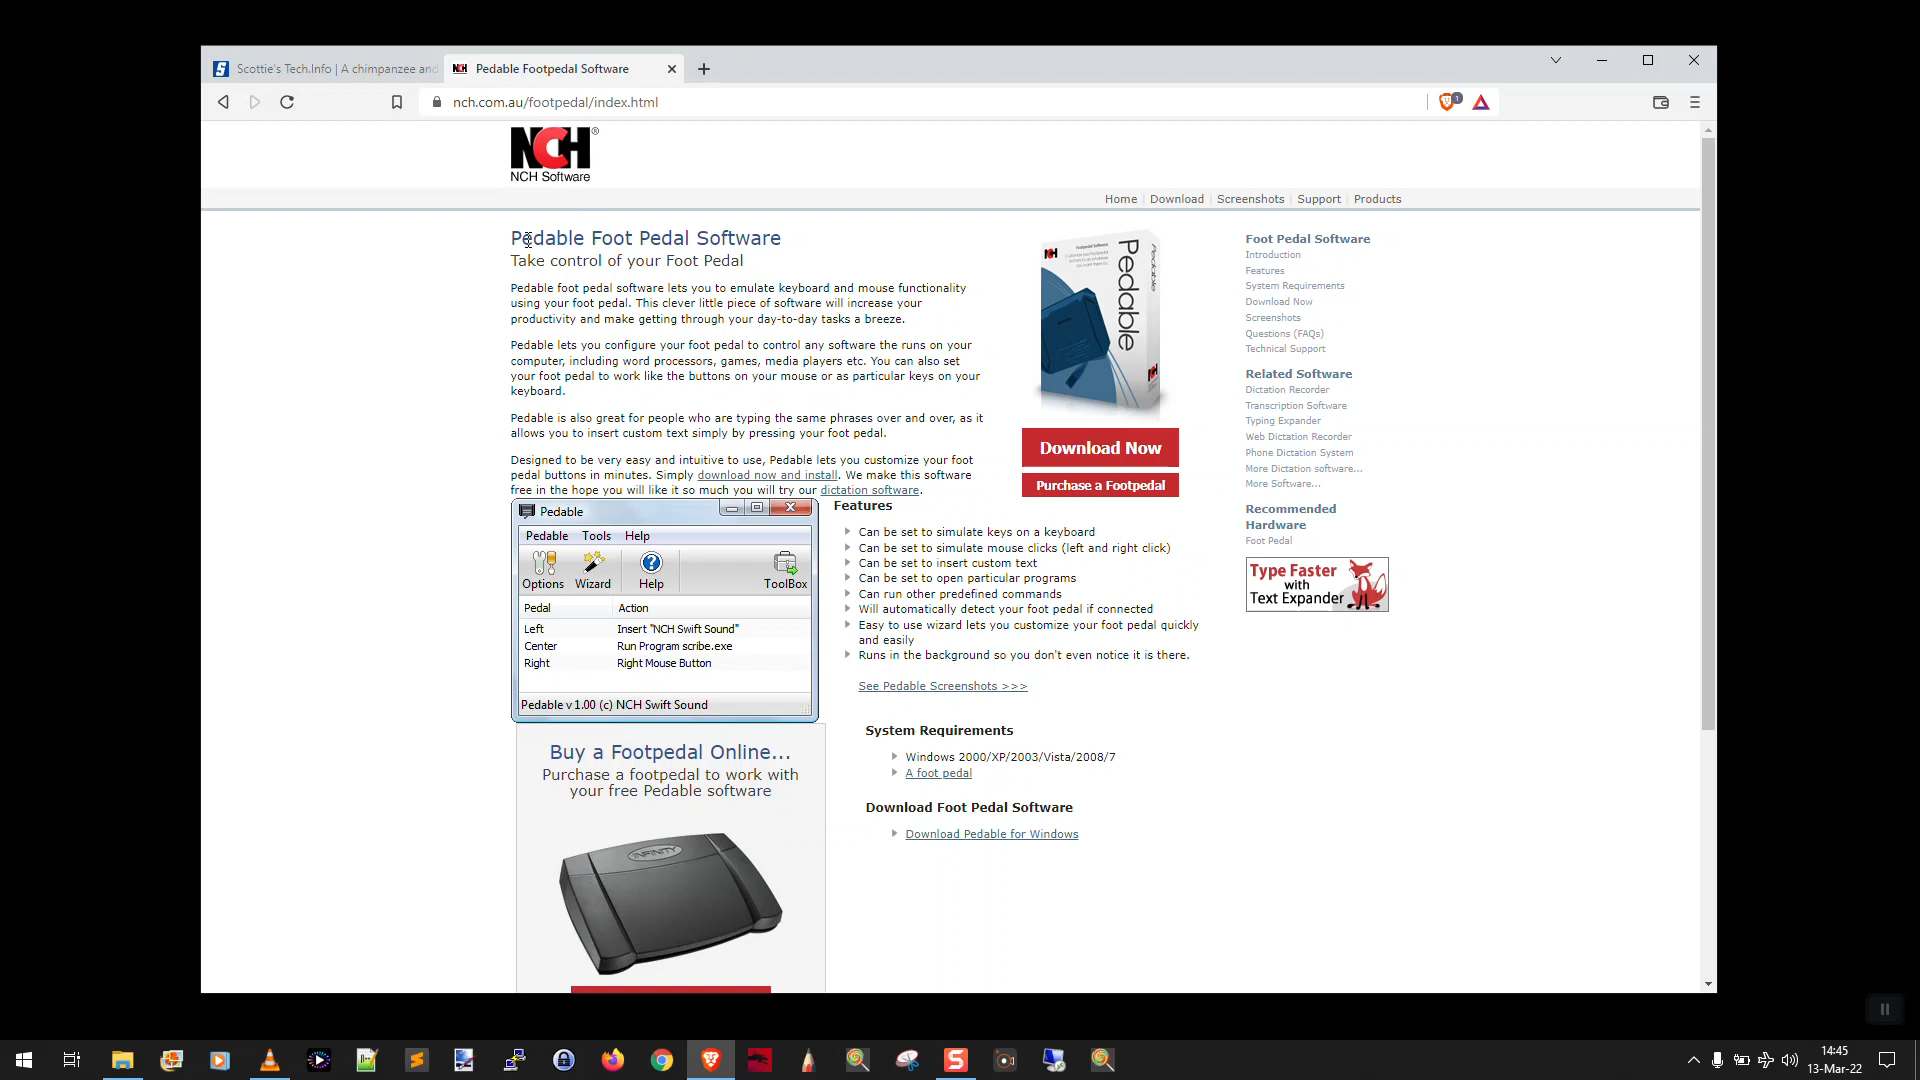 Scottie's Tech.Info | A chimpanzee and
NCH Pedable Footpedal Software
nch.com.au/footpedal/index.html
1
NCH®
NCH Software
Home | Download | Screenshots | Support | Products
Pedable Foot Pedal Software
Take control of your Foot Pedal
Pedable foot pedal software lets you to emulate keyboard and mouse functionality
using your foot pedal. This clever little piece of software will increase your
productivity and make getting through your day-to-day tasks a breeze.
Pedable lets you configure your foot pedal to control any software the runs on your
computer, including word processors, games, media players etc. You can also set
your foot pedal to work like the buttons on your mouse or as particular keys on your
keyboard.
Pedable is also great for people who are typing the same phrases over and over, as it
allows you to insert custom text simply by pressing your foot pedal.
Designed to be very easy and intuitive to use, Pedable lets you customize your foot
pedal buttons in minutes. Simply download now and install. We make this software
free in the hope you will like it so much you will try our dictation software.
Pedable
Pedable Tools Help
Options Wizard Help ToolBox
Pedal Action
Left Insert "NCH Swift Sound"
Center Run Program scribe.exe
Right Right Mouse Button
Pedable v 1.00 (c) NCH Swift Sound
Buy a Footpedal Online...
Purchase a footpedal to work with
your free Pedable software
INFINITY
Pedable
Pedable
Download Now
Purchase a Footpedal
Features
Can be set to simulate keys on a keyboard
Can be set to simulate mouse clicks (left and right click)
Can be set to insert custom text
Can be set to open particular programs
Can run other predefined commands
Will automatically detect your foot pedal if connected
Easy to use wizard lets you customize your foot pedal quickly
and easily
Runs in the background so you don't even notice it is there.
See Pedable Screenshots >>>
System Requirements
Windows 2000/XP/2003/Vista/2008/7
A foot pedal
Download Foot Pedal Software
Download Pedable for Windows
Foot Pedal Software
Introduction
Features
System Requirements
Download Now
Screenshots
Questions (FAQs)
Technical Support
Related Software
Dictation Recorder
Transcription Software
Typing Expander
Web Dictation Recorder
Phone Dictation System
More Dictation software...
More Software...
Recommended
Hardware
Foot Pedal
Type Faster
with
Text Expander
14:45
13-Mar-22